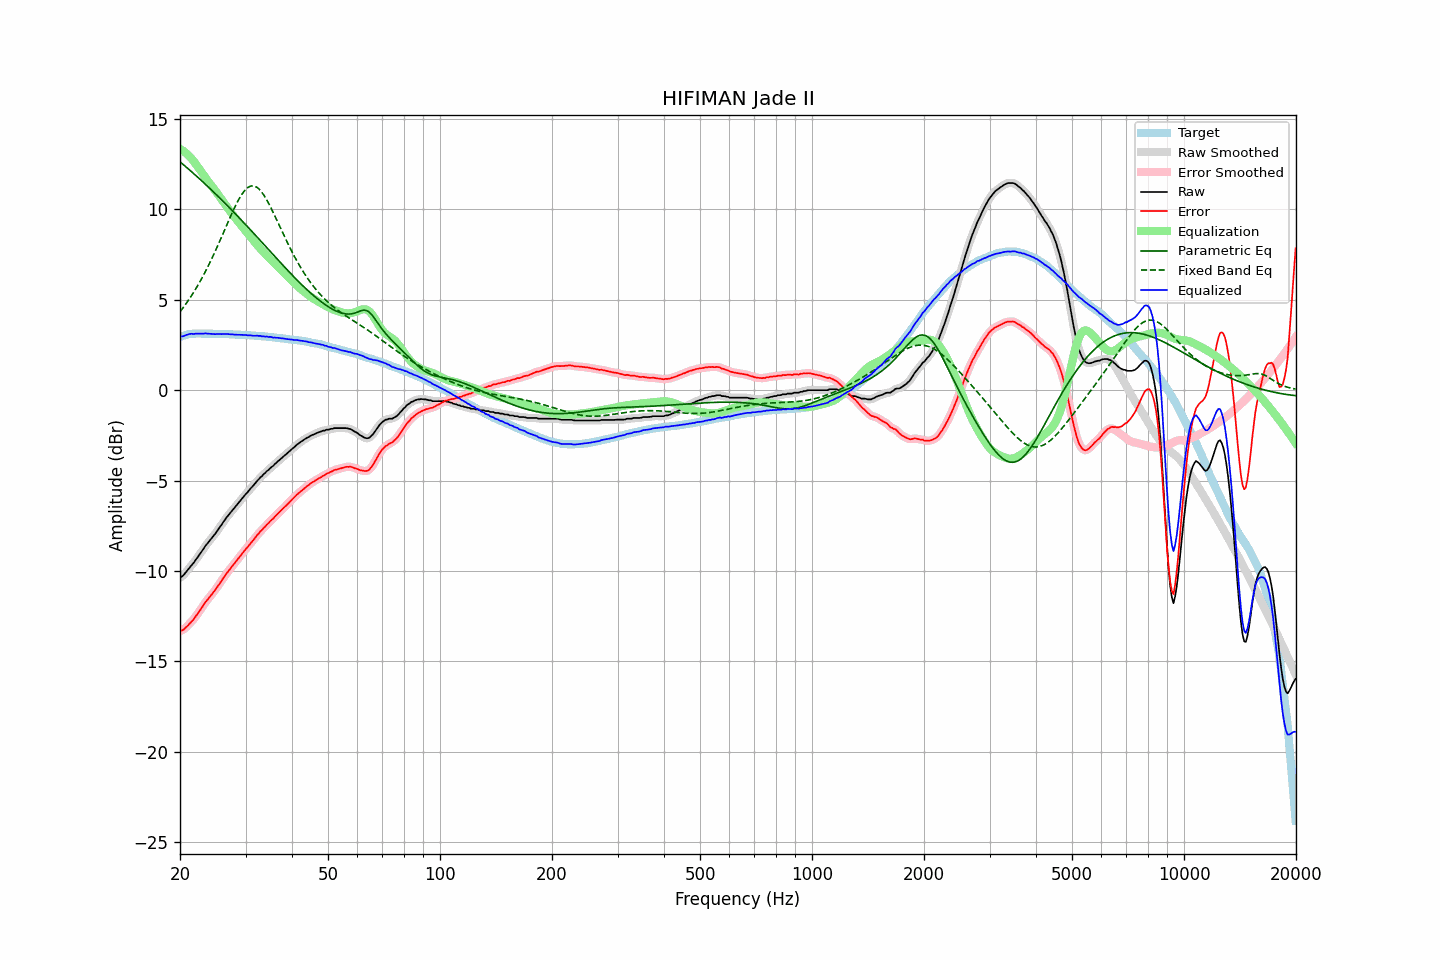 HIFIMAN Jade II
15
10
5
0
−5
−10
−15
−20
−25
Amplitude (dBr)
20
50
100
200
500
1000
2000
5000
10000
20000
Frequency (Hz)
Target
Raw Smoothed
Error Smoothed
Raw
Error
Equalization
Parametric Eq
Fixed Band Eq
Equalized